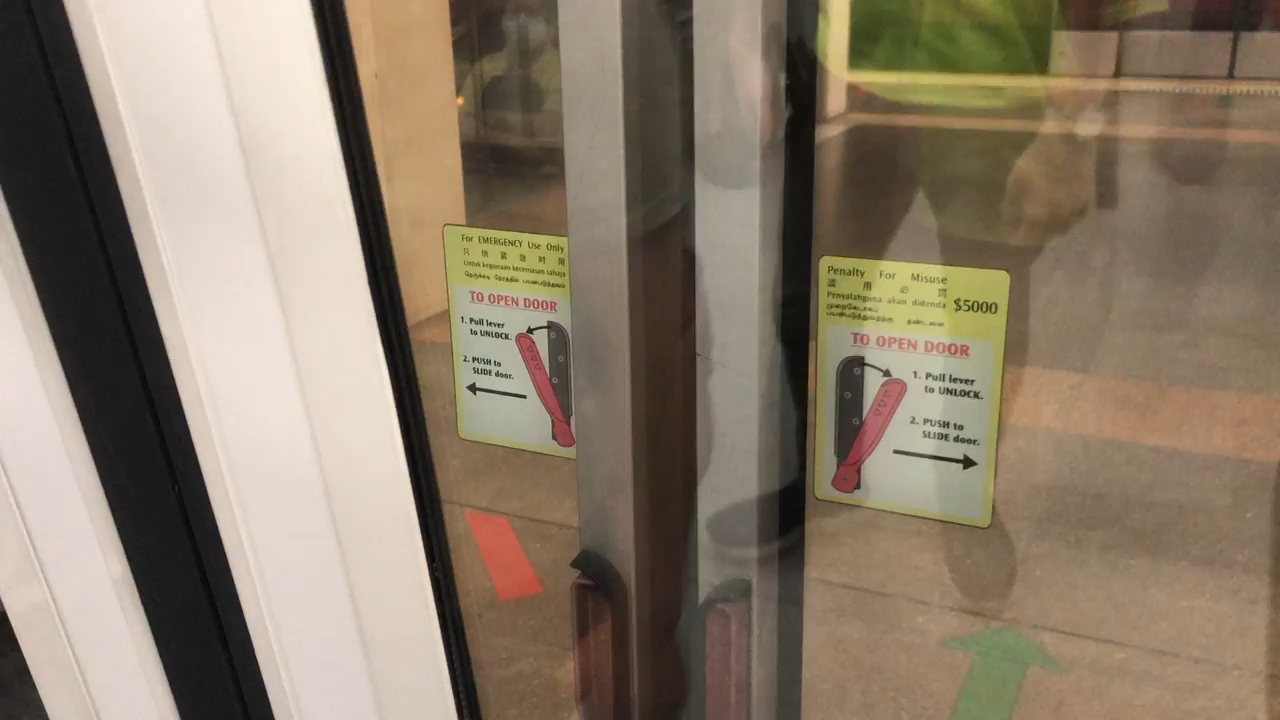 For EMERGENCY Use Only
只 供 紧 急 时 用
Untuk kegunaan kecemasan sahaja
TO OPEN DOOR
1. Pull lever
to UNLOCK.
2. PUSH to
SLIDE door.
Penalty For Misuse
滥 用 必 罚
Penyalahguna akan didenda
$5000
TO OPEN DOOR
1. Pull lever
to UNLOCK.
2. PUSH to
SLIDE door.